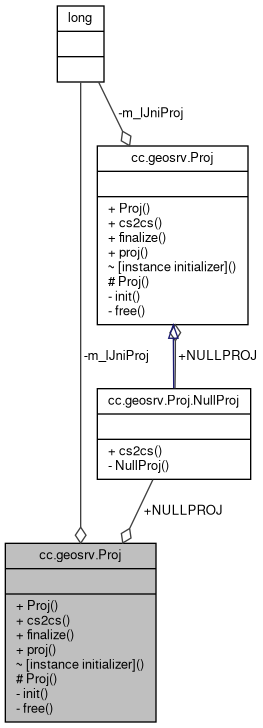 long
-m_lJniProj
cc.geosrv.Proj
+ Proj()
+ cs2cs()
+ finalize()
+ proj()
~ [instance initializer]()
# Proj()
- init()
- free()
-m_lJniProj
+NULLPROJ
cc.geosrv.Proj.NullProj
+ cs2cs()
- NullProj()
+NULLPROJ
cc.geosrv.Proj
+ Proj()
+ cs2cs()
+ finalize()
+ proj()
~ [instance initializer]()
# Proj()
- init()
- free()